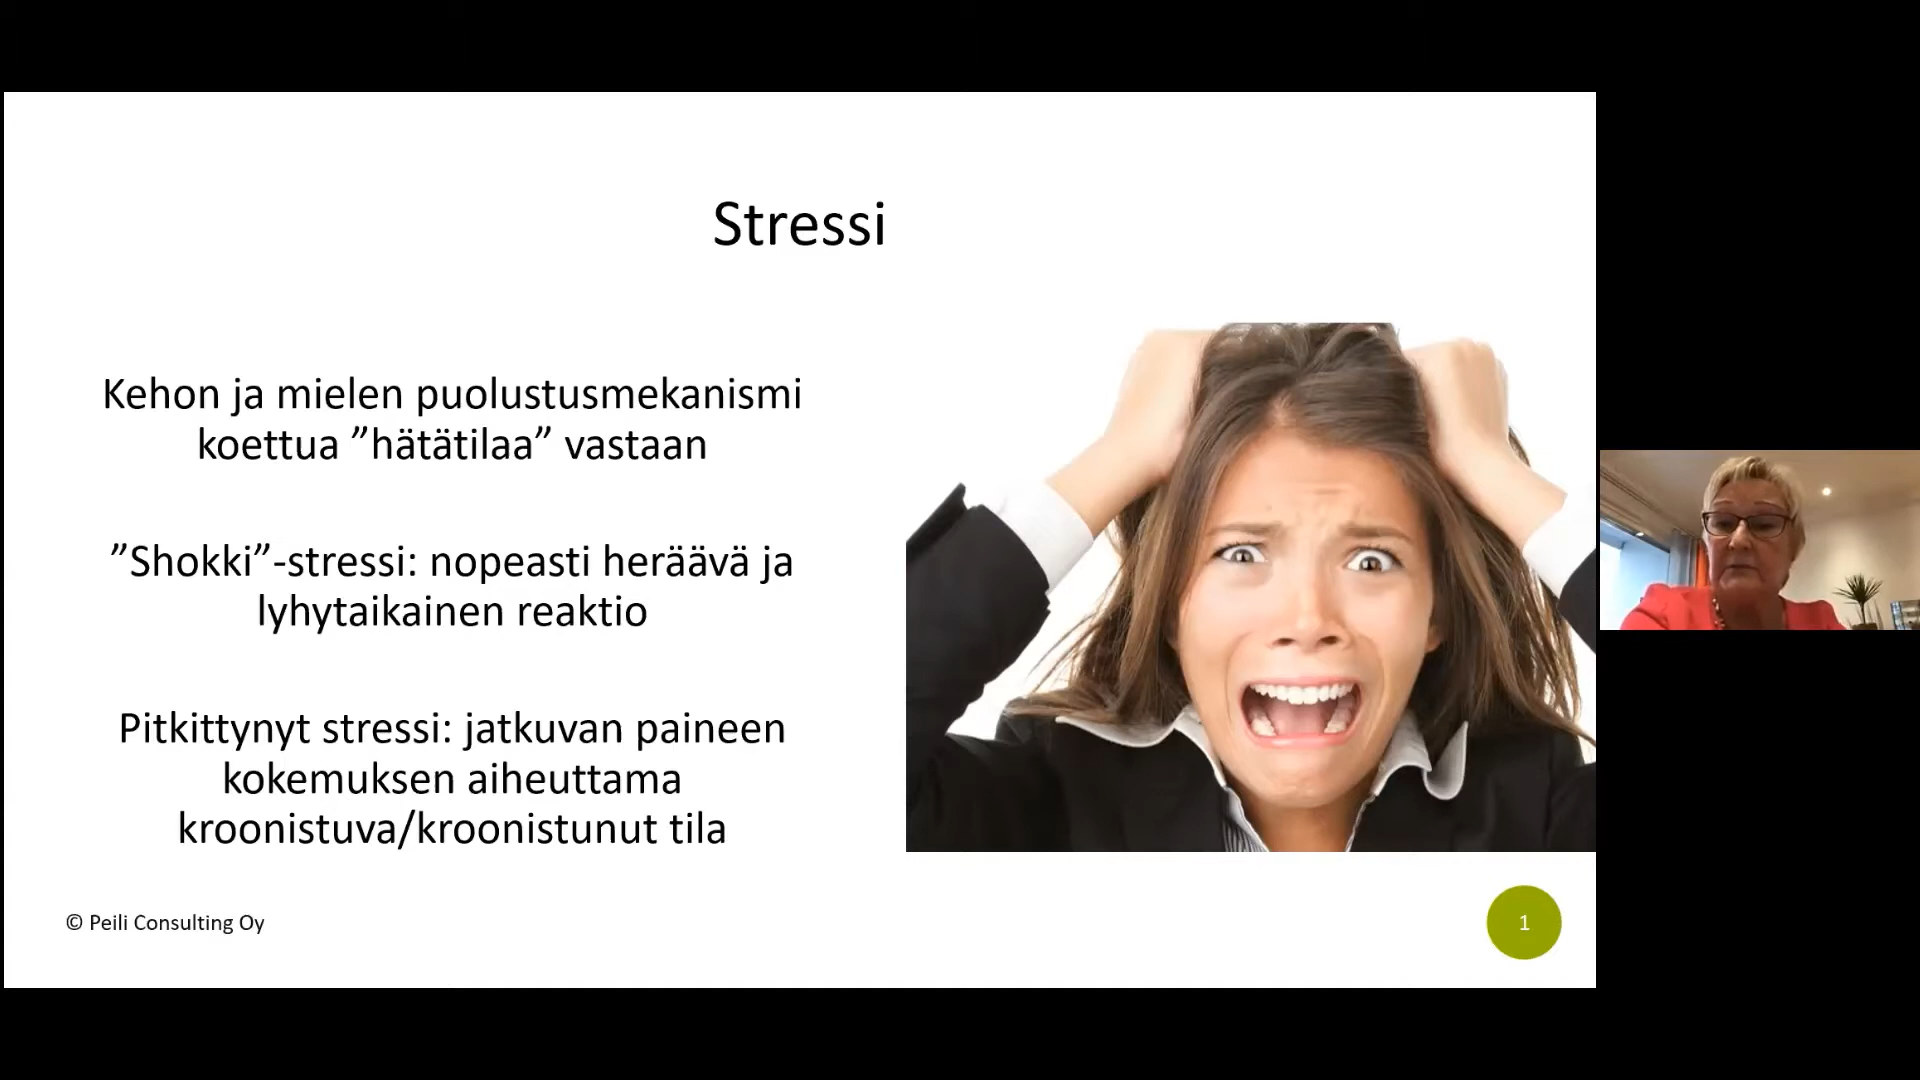 Stressi
Kehon ja mielen puolustusmekanismi
koettua ”hätätilaa” vastaan
”Shokki”-stressi: nopeasti heräävä ja
lyhytaikainen reaktio
Pitkittynyt stressi: jatkuvan paineen
kokemuksen aiheuttama
kroonistuva/kroonistunut tila
© Peili Consulting Oy
1